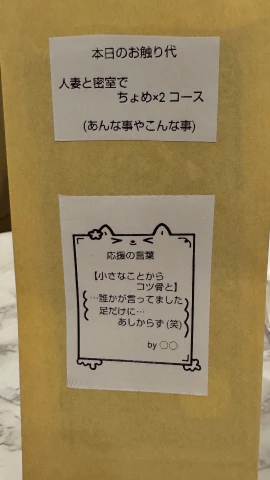 本日のお触り代
人妻と密室で
ちょめ×2コース
(あんな事やこんな事)
応援の言葉
【小さなことから
コツ骨と】
…誰かが言ってました
足だけに…
あしからず(笑)
by ○○